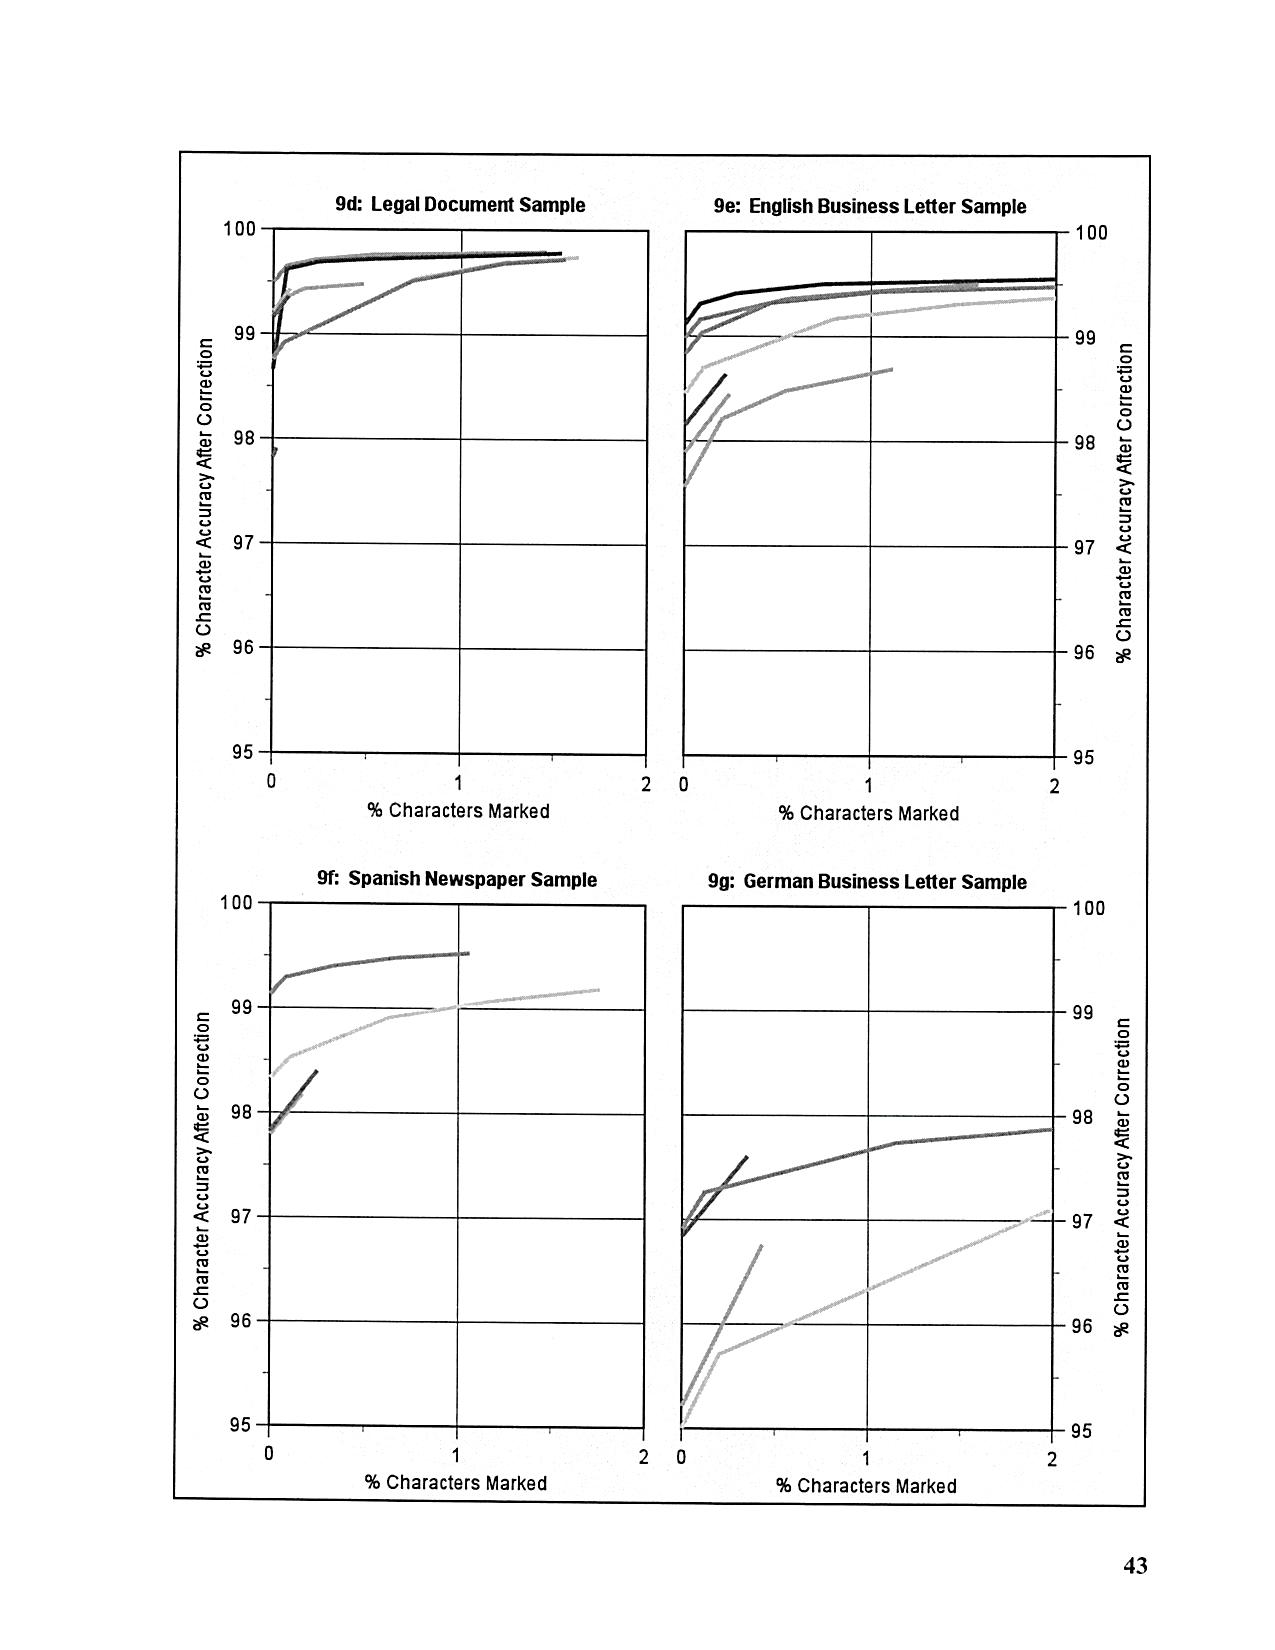 9d: Legal Document Sample
100
99
98
97
96
95
% Character Accuracy After Correction
0 1 2
% Characters Marked
9e: English Business Letter Sample
100
99
98
97
96
95
% Character Accuracy After Correction
0 1 2
% Characters Marked
9f: Spanish Newspaper Sample
100
99
98
97
96
95
% Character Accuracy After Correction
0 1 2
% Characters Marked
9g: German Business Letter Sample
100
99
98
97
96
95
% Character Accuracy After Correction
0 1 2
% Characters Marked
43